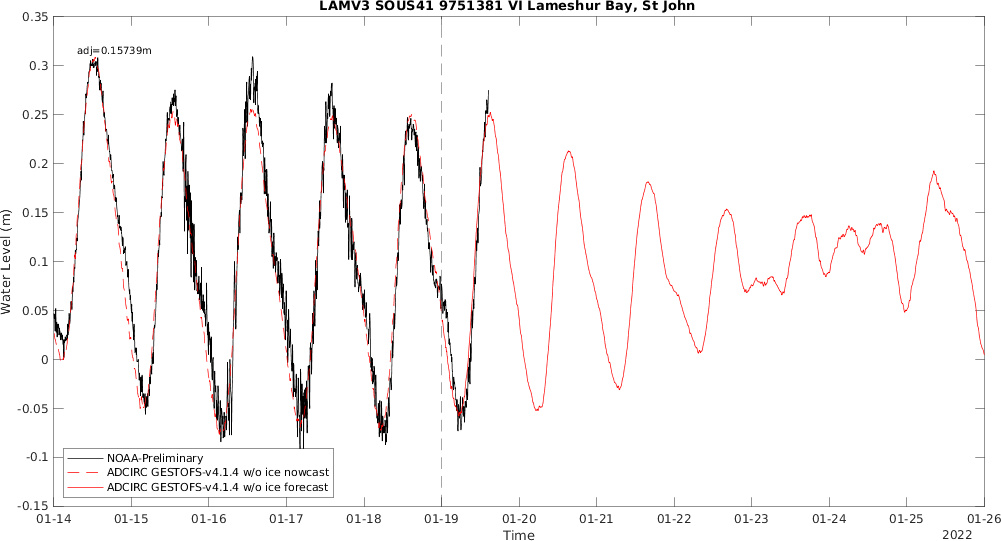 LAMV3 SOUS41 9751381 VI Lameshur Bay, St John
0.35
adj=0.15739m
0.3
0.25
0.2
0.15
0.1
0.05
0
-0.05
-0.1
-0.15
Water Level (m)
NOAA-Preliminary
ADCIRC GESTOFS-v4.1.4 w/o ice nowcast
ADCIRC GESTOFS-v4.1.4 w/o ice forecast
01-14 01-15 01-16 01-17 01-18 01-19 01-20 01-21 01-22 01-23 01-24 01-25 01-26
Time
2022